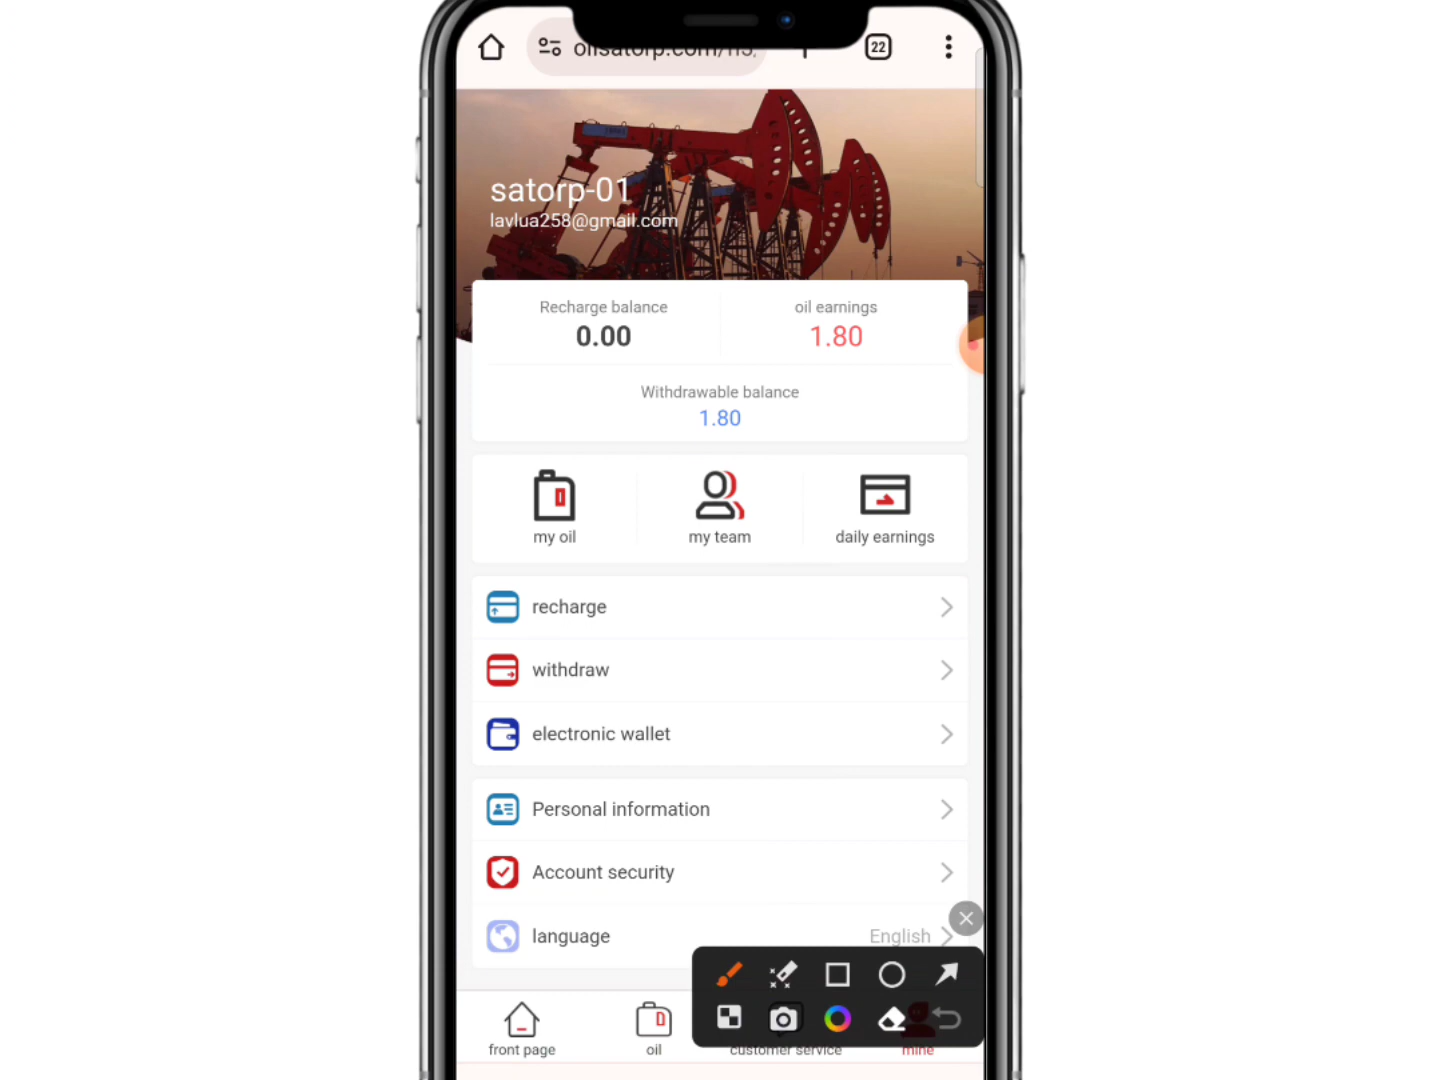 22
satorp-01
lavlua258@gmail.com
Recharge balance
0.00
oil earnings
1.80
Withdrawable balance
1.80
my oil
my team
daily earnings
recharge
withdraw
electronic wallet
Personal information
Account security
language
English
front page
oil
customer service
mine